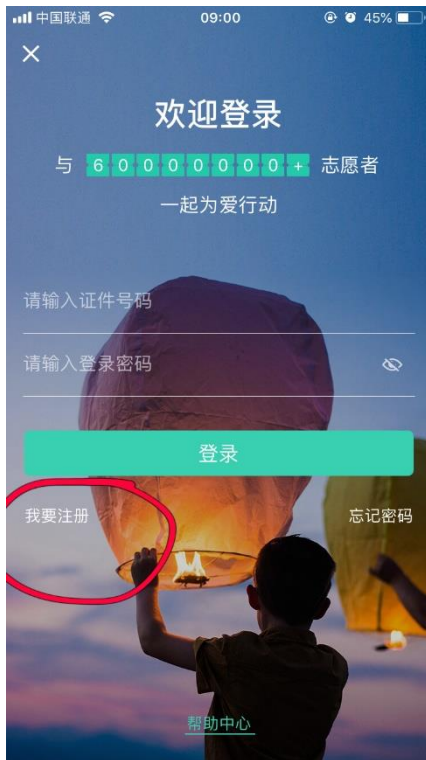 中国联通 09:00 45%
欢迎登录
与 60000000+ 志愿者
一起为爱行动
请输入证件号码
请输入登录密码
登录
我要注册 忘记密码
帮助中心